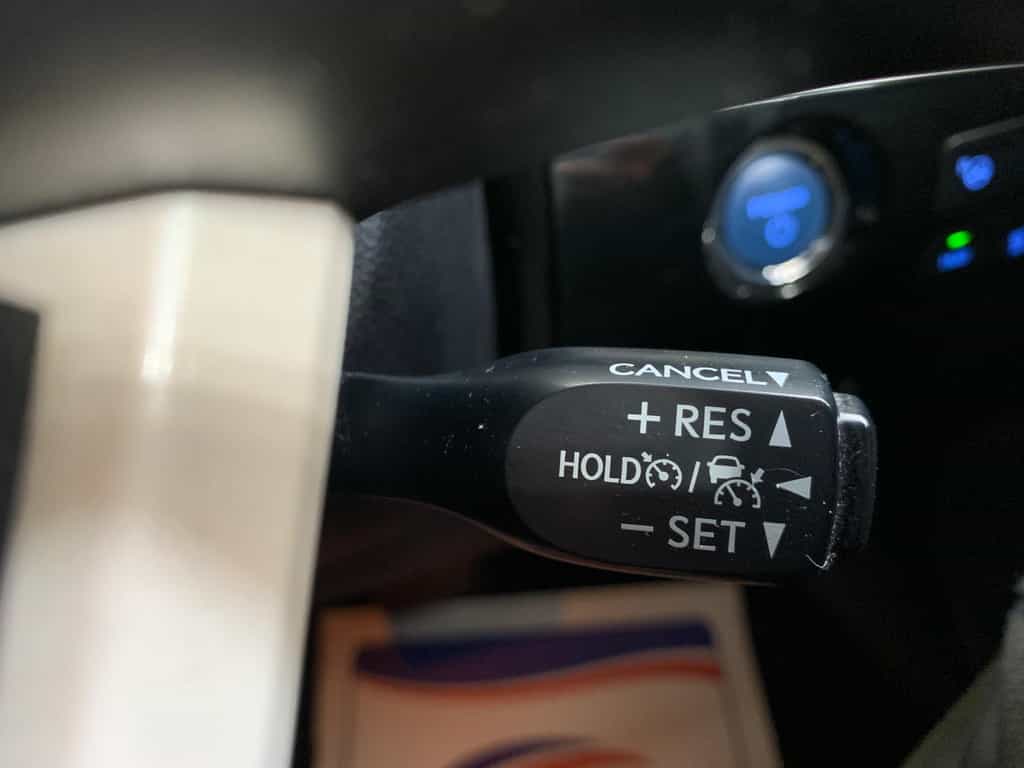 CANCEL▼
+ RES ▲
HOLD / ◀
− SET ▼